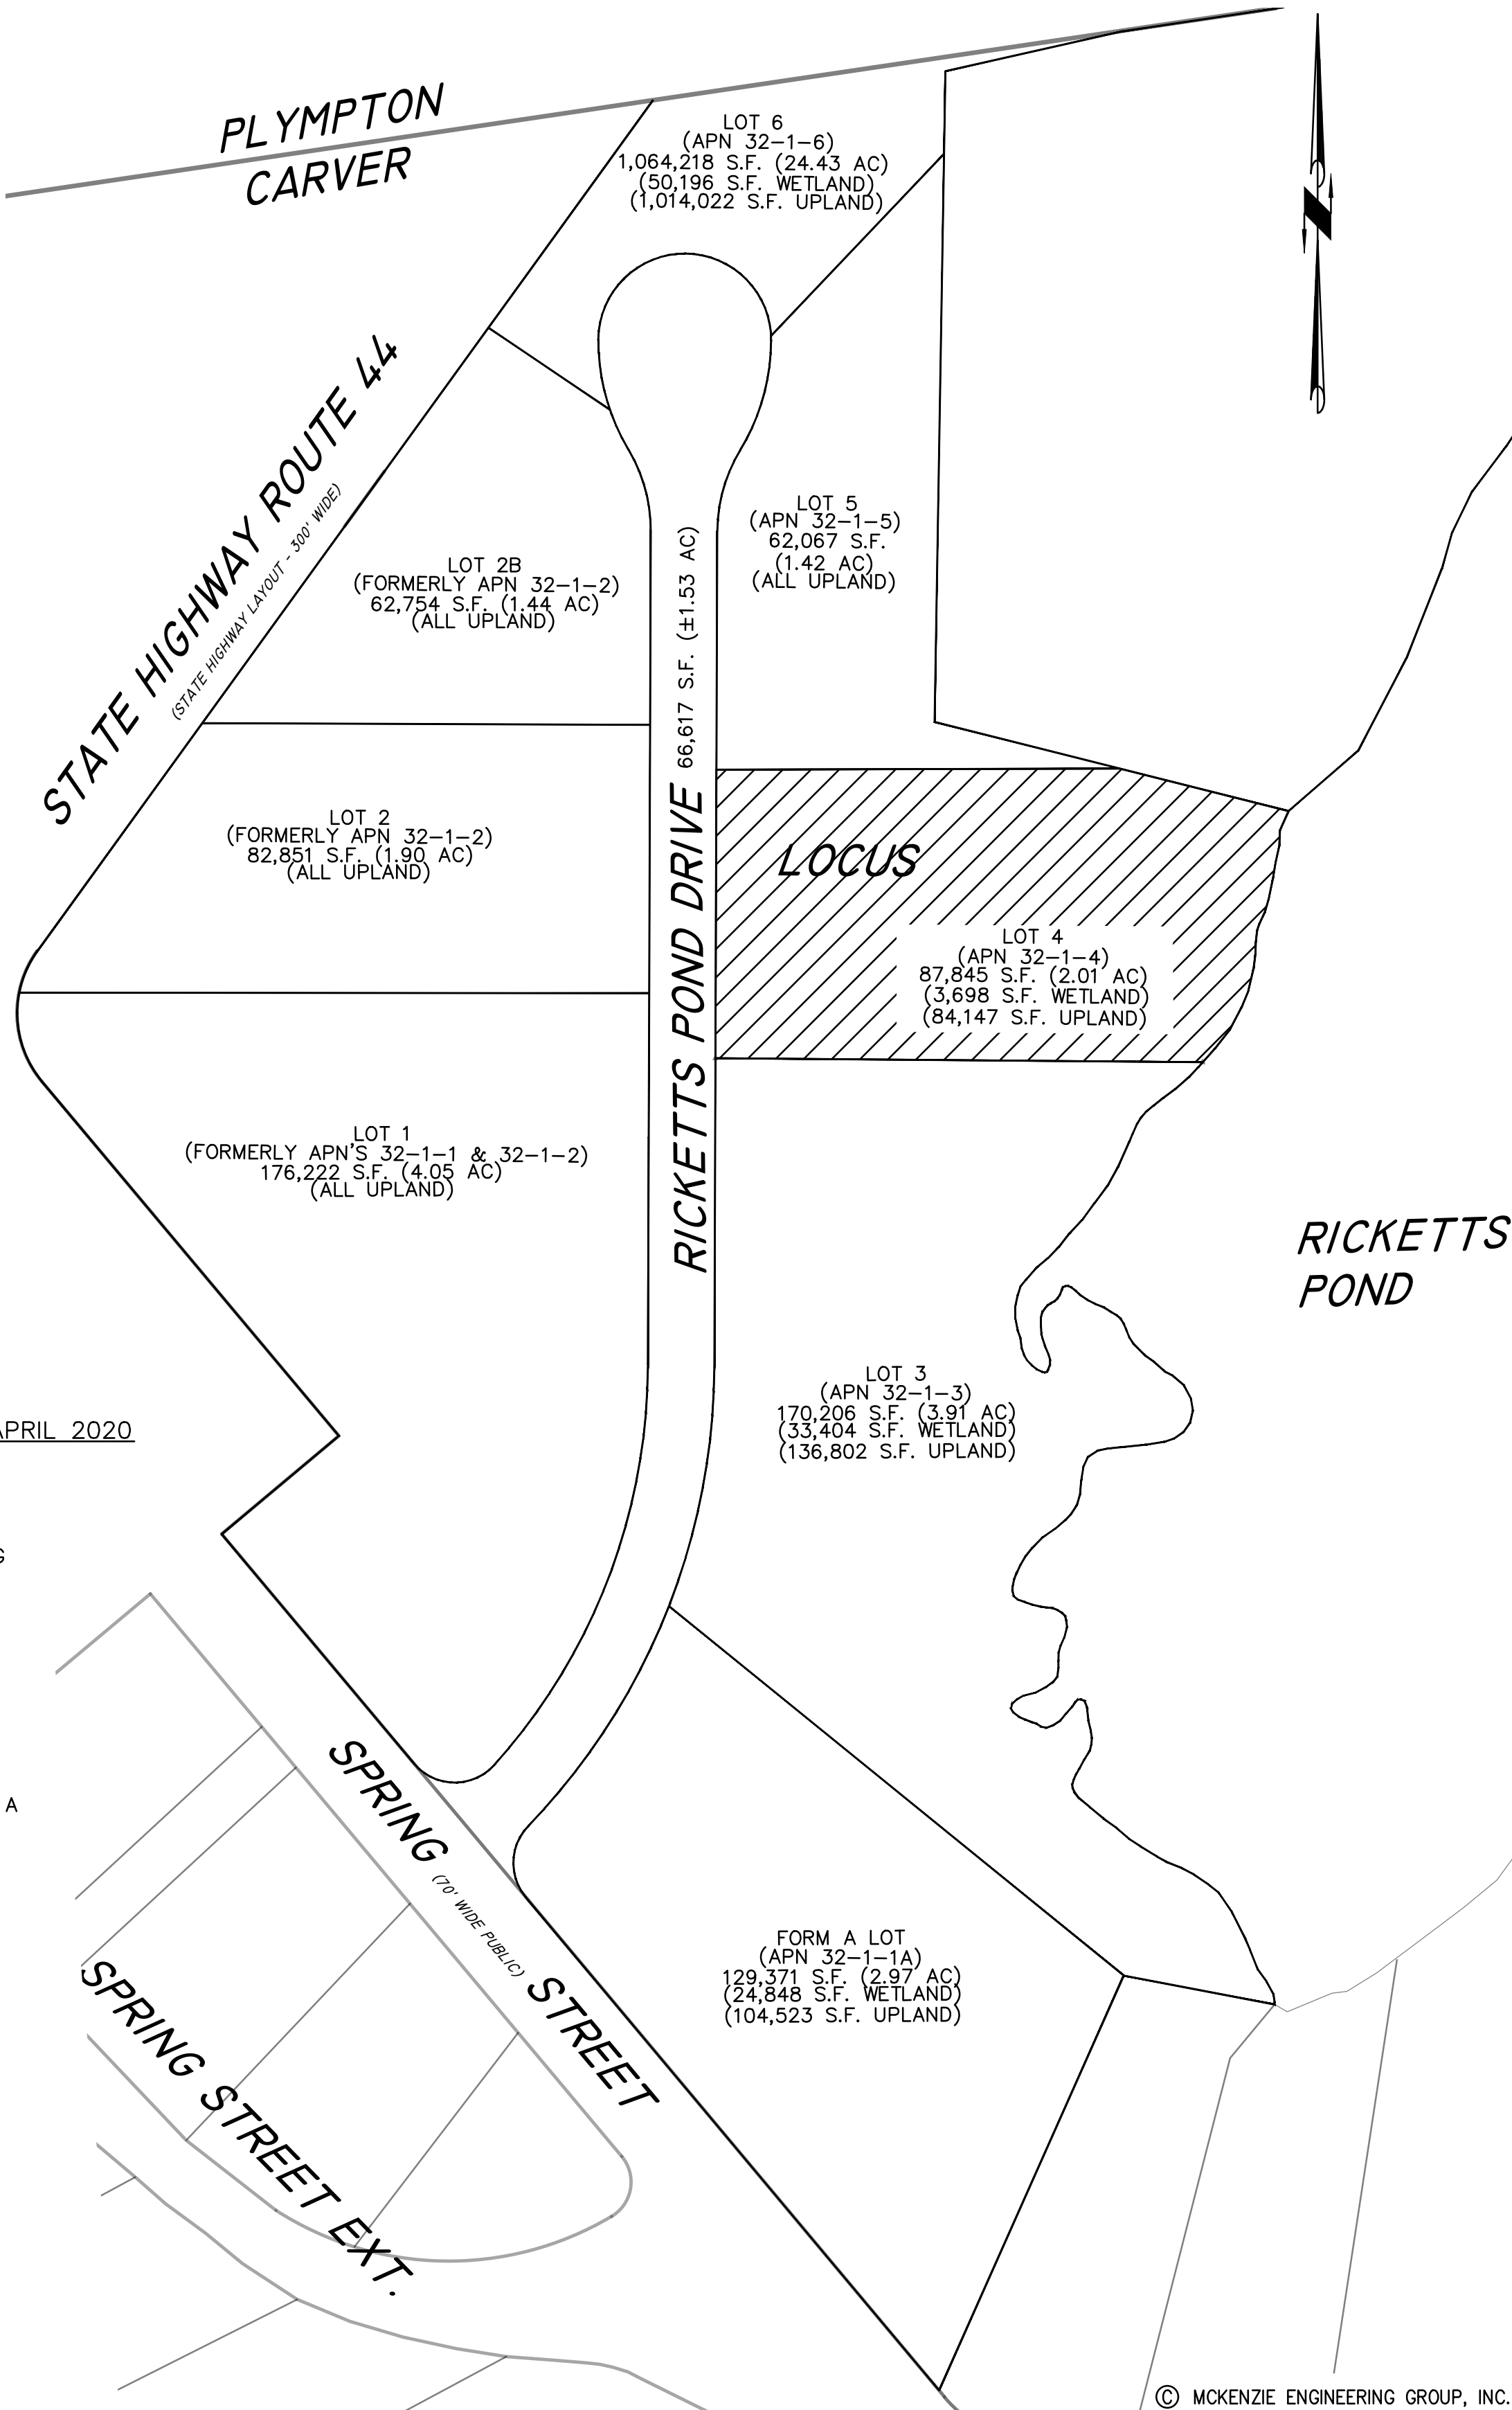 PLYMPTON
CARVER
LOT 6
(APN 32-1-6)
1,064,218 S.F. (24.43 AC)
(50,196 S.F. WETLAND)
(1,014,022 S.F. UPLAND)
STATE HIGHWAY ROUTE 44
(STATE HIGHWAY LAYOUT - 300' WIDE)
LOT 5
(APN 32-1-5)
62,067 S.F.
(1.42 AC)
(ALL UPLAND)
LOT 2B
(FORMERLY APN 32-1-2)
62,754 S.F. (1.44 AC)
(ALL UPLAND)
RICKETTS POND DRIVE 66,617 S.F. (±1.53 AC)
LOT 2
(FORMERLY APN 32-1-2)
82,851 S.F. (1.90 AC)
(ALL UPLAND)
LOCUS
LOT 4
(APN 32-1-4)
87,845 S.F. (2.01 AC)
(3,698 S.F. WETLAND)
(84,147 S.F. UPLAND)
LOT 1
(FORMERLY APN'S 32-1-1 & 32-1-2)
176,222 S.F. (4.05 AC)
(ALL UPLAND)
RICKETTS
POND
LOT 3
(APN 32-1-3)
170,206 S.F. (3.91 AC)
(33,404 S.F. WETLAND)
(136,802 S.F. UPLAND)
APRIL 2020
G
A
SPRING (70' WIDE PUBLIC) STREET
FORM A LOT
(APN 32-1-1A)
129,371 S.F. (2.97 AC)
(24,848 S.F. WETLAND)
(104,523 S.F. UPLAND)
SPRING STREET EXT.
© MCKENZIE ENGINEERING GROUP, INC.